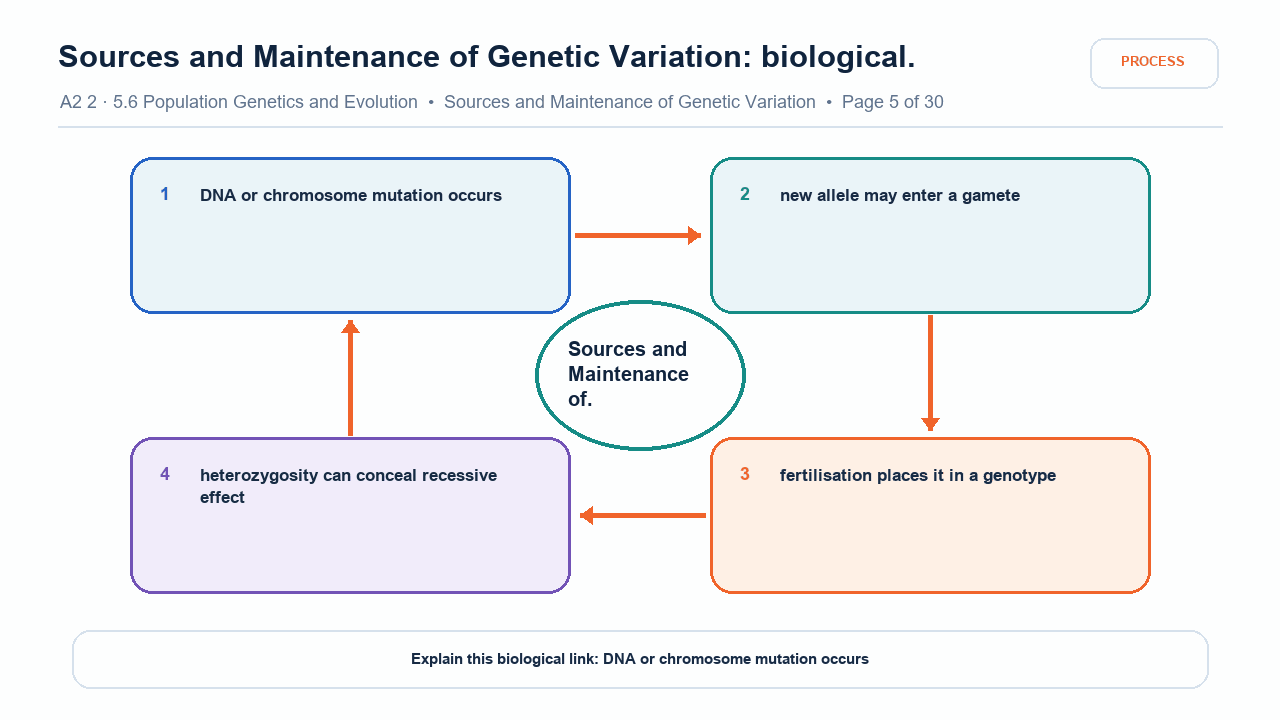 Sources and Maintenance of Genetic Variation: biological.
PROCESS
A2 2 · 5.6 Population Genetics and Evolution • Sources and Maintenance of Genetic Variation • Page 5 of 30
1 DNA or chromosome mutation occurs
2 new allele may enter a gamete
Sources and
Maintenance
of.
4 heterozygosity can conceal recessive
effect
3 fertilisation places it in a genotype
Explain this biological link: DNA or chromosome mutation occurs